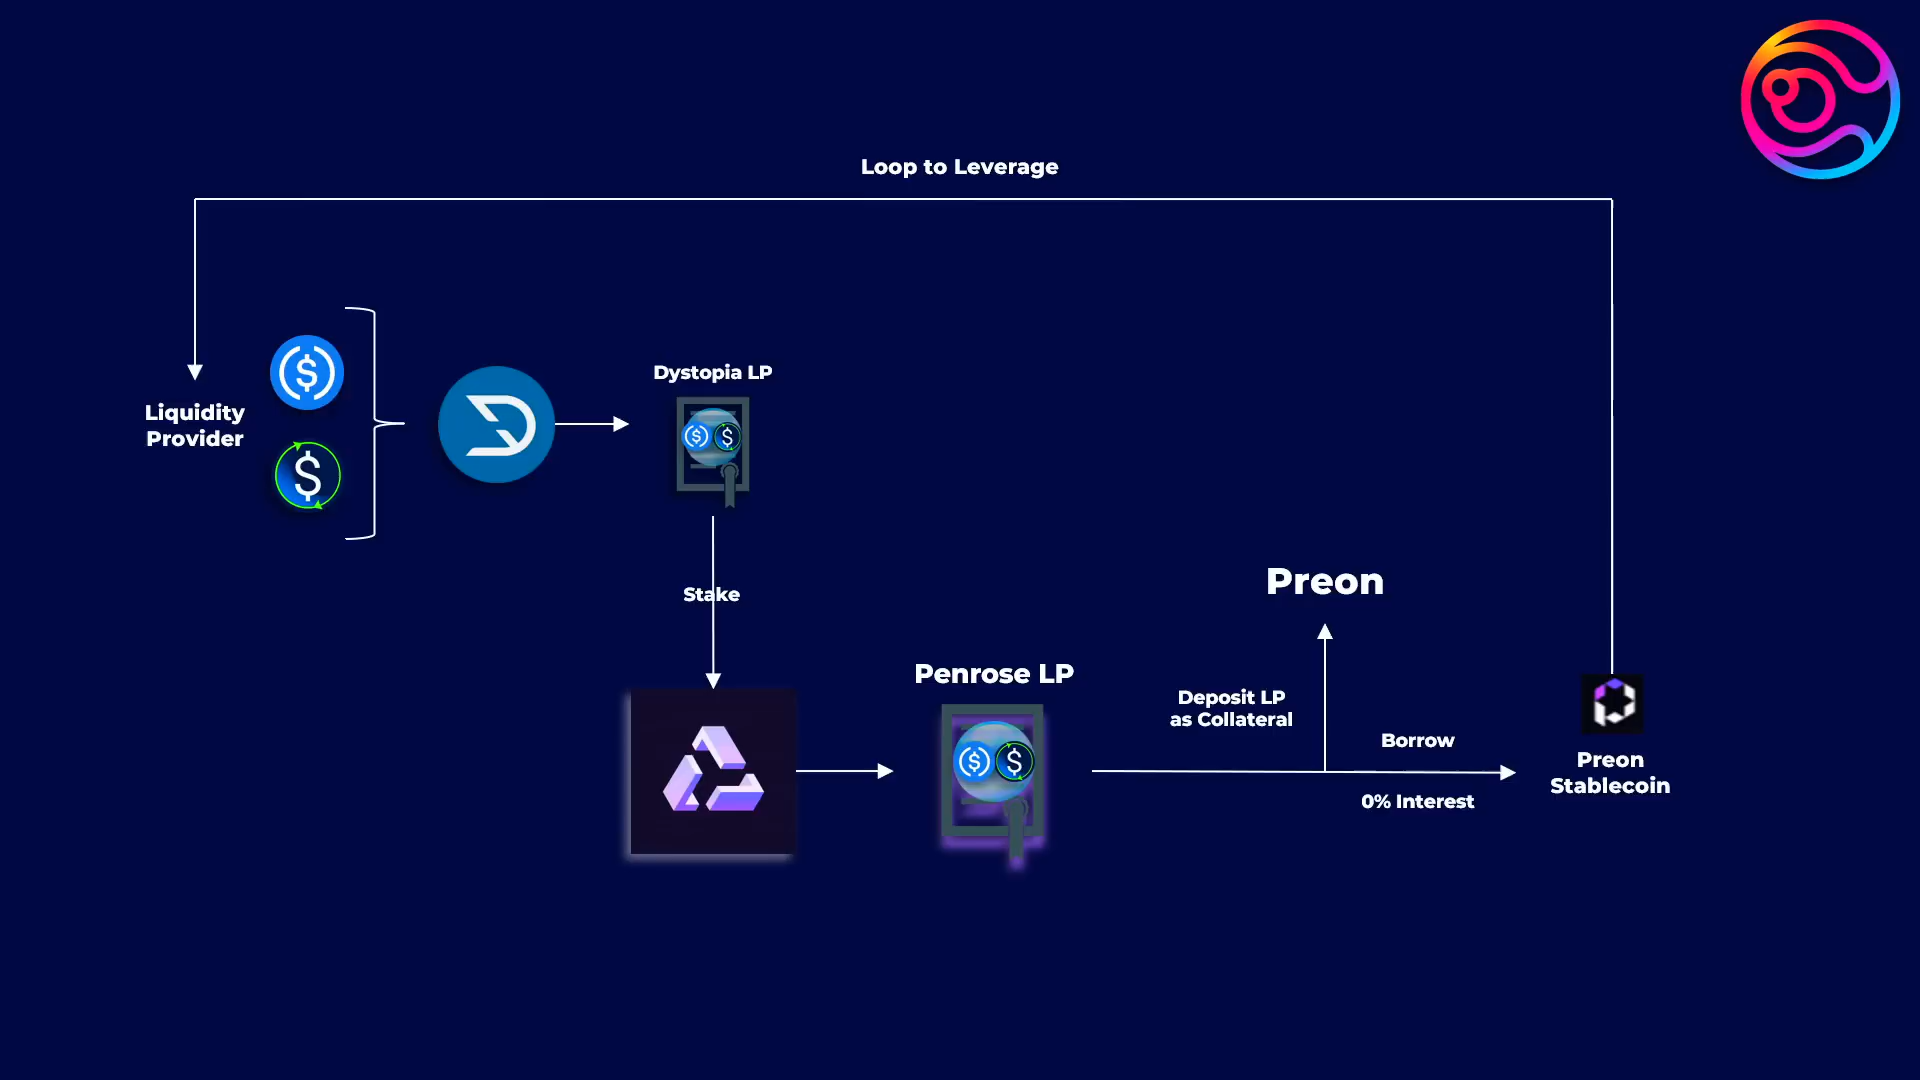 Loop to Leverage
Liquidity
Provider
Dystopia LP
Stake
Preon
Penrose LP
Deposit LP
as Collateral
Borrow
0% Interest
Preon
Stablecoin